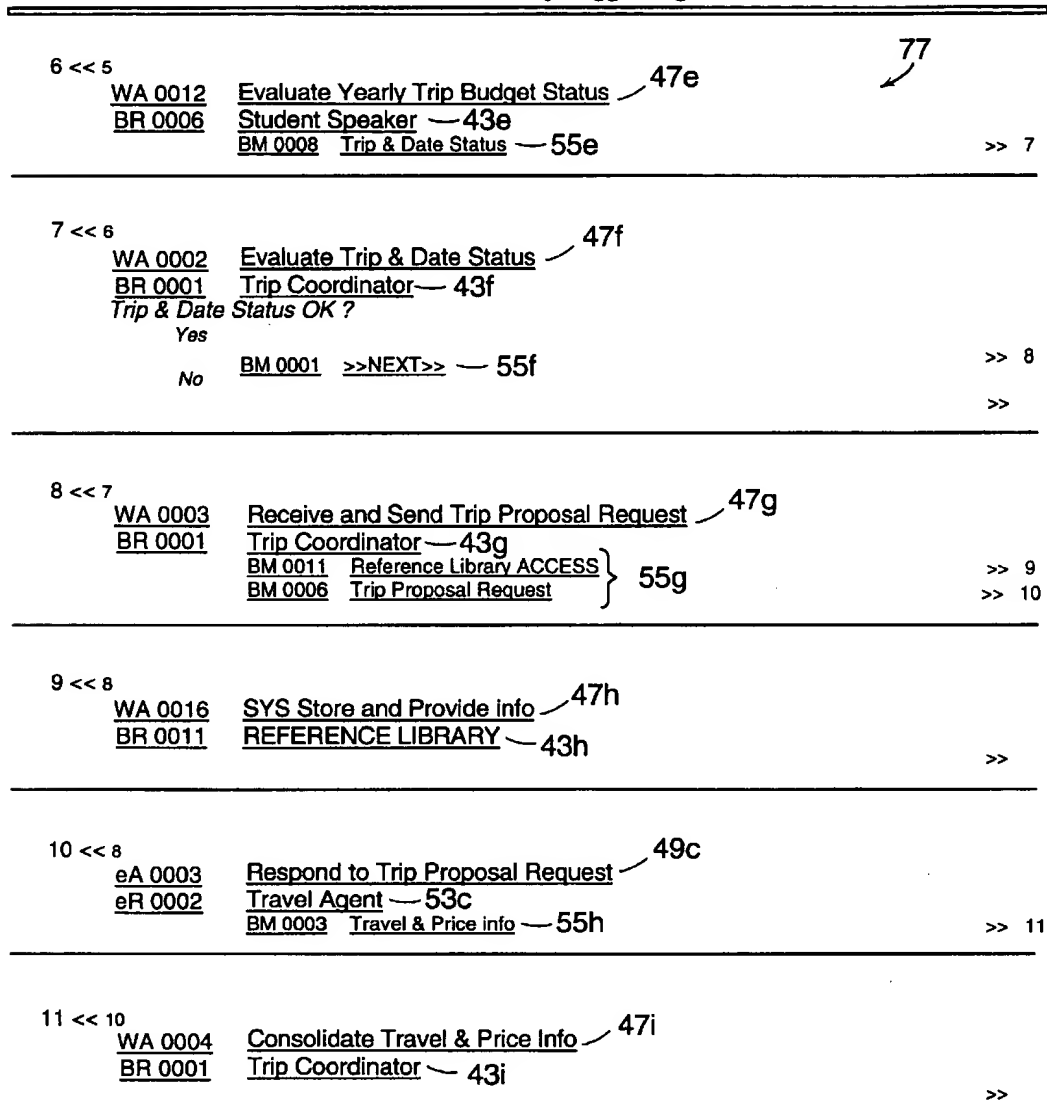 77
6 << 5
WA 0012 Evaluate Yearly Trip Budget Status 47e
BR 0006 Student Speaker 43e
BM 0008 Trip & Date Status 55e >> 7
7 << 6
WA 0002 Evaluate Trip & Date Status 47f
BR 0001 Trip Coordinator 43f
Trip & Date Status OK ?
Yes
BM 0001 >>NEXT>> 55f >> 8
No
>>
8 << 7
WA 0003 Receive and Send Trip Proposal Request 47g
BR 0001 Trip Coordinator 43g
BM 0011 Reference Library ACCESS >> 9
55g
BM 0006 Trip Proposal Request >> 10
9 << 8
WA 0016 SYS Store and Provide info 47h
BR 0011 REFERENCE LIBRARY 43h
>>
10 << 8
eA 0003 Respond to Trip Proposal Request 49c
eR 0002 Travel Agent 53c
BM 0003 Travel & Price info 55h >> 11
11 << 10
WA 0004 Consolidate Travel & Price Info 47i
BR 0001 Trip Coordinator 43i
>>